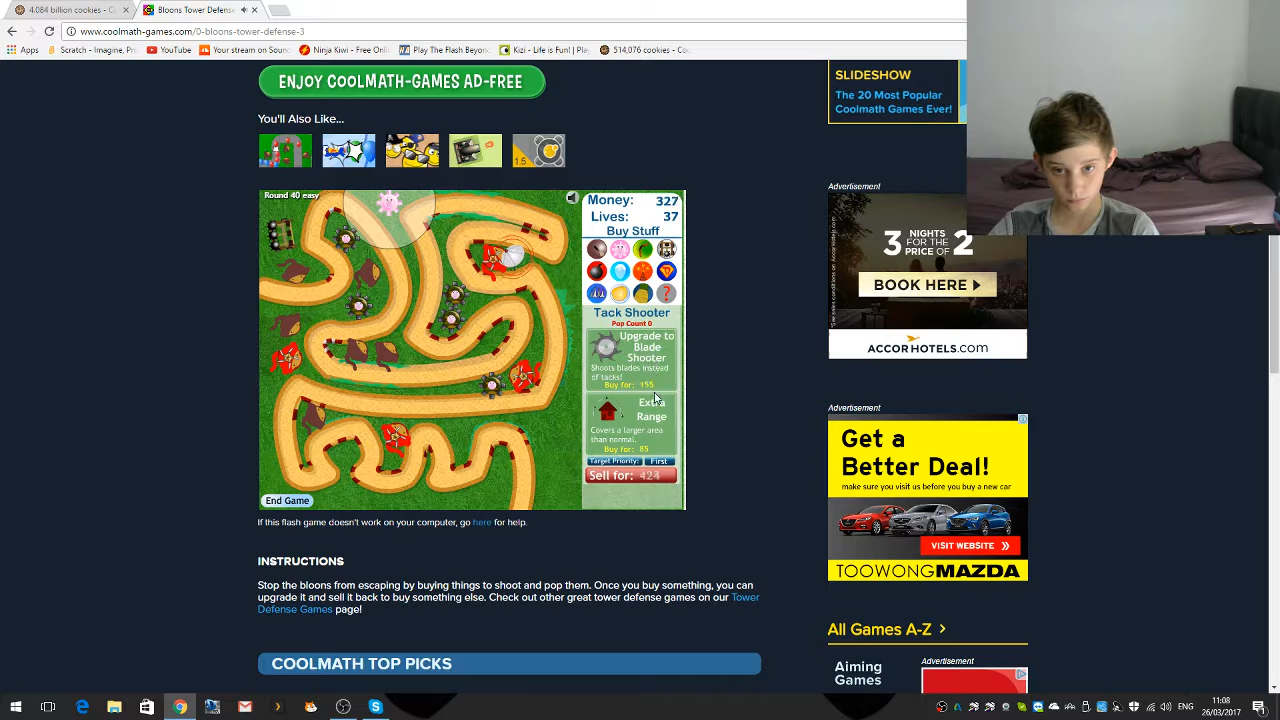 4.084 billion cookies - C
Bloons Tower Defense
www.coolmath-games.com/0-bloons-tower-defense-3
Apps
Scratch - Imagine, Pro
YouTube
Your stream on Soun
Ninja Kiwi - Free Onli
Play The Impossible
Kizi - Life is Fun! | Play
514,076 cookies - Co
ENJOY COOLMATH-GAMES AD-FREE
SLIDESHOW
The 20 Most Popular
Coolmath Games Ever!
You'll Also Like...
1.5
Advertisement
Round 40 easy
Money: 327
Lives: 37
Buy Stuff
?
Tack Shooter
Pop Count 0
Upgrade to
Blade
Shooter
Shoots blades instead
of tacks!
Buy for: 155
Extra
Range
Covers a larger area
than normal.
Buy for: 85
Target Priority: First
Sell for: 424
End Game
3 NIGHTS
FOR THE
PRICE OF 2
BOOK HERE
ACCORHOTELS.com
Advertisement
Get a
Better Deal!
make sure you visit us before you buy a new car
VISIT WEBSITE
TOOWONGMAZDA
If this flash game doesn't work on your computer, go here for help.
INSTRUCTIONS
Stop the bloons from escaping by buying things to shoot and pop them. Once you buy something, you can
upgrade it and sell it back to buy something else. Check out other great tower defense games on our Tower
Defense Games page!
All Games A-Z >
COOLMATH TOP PICKS
Aiming
Games
Advertisement
ENG
11:08
26/03/2017